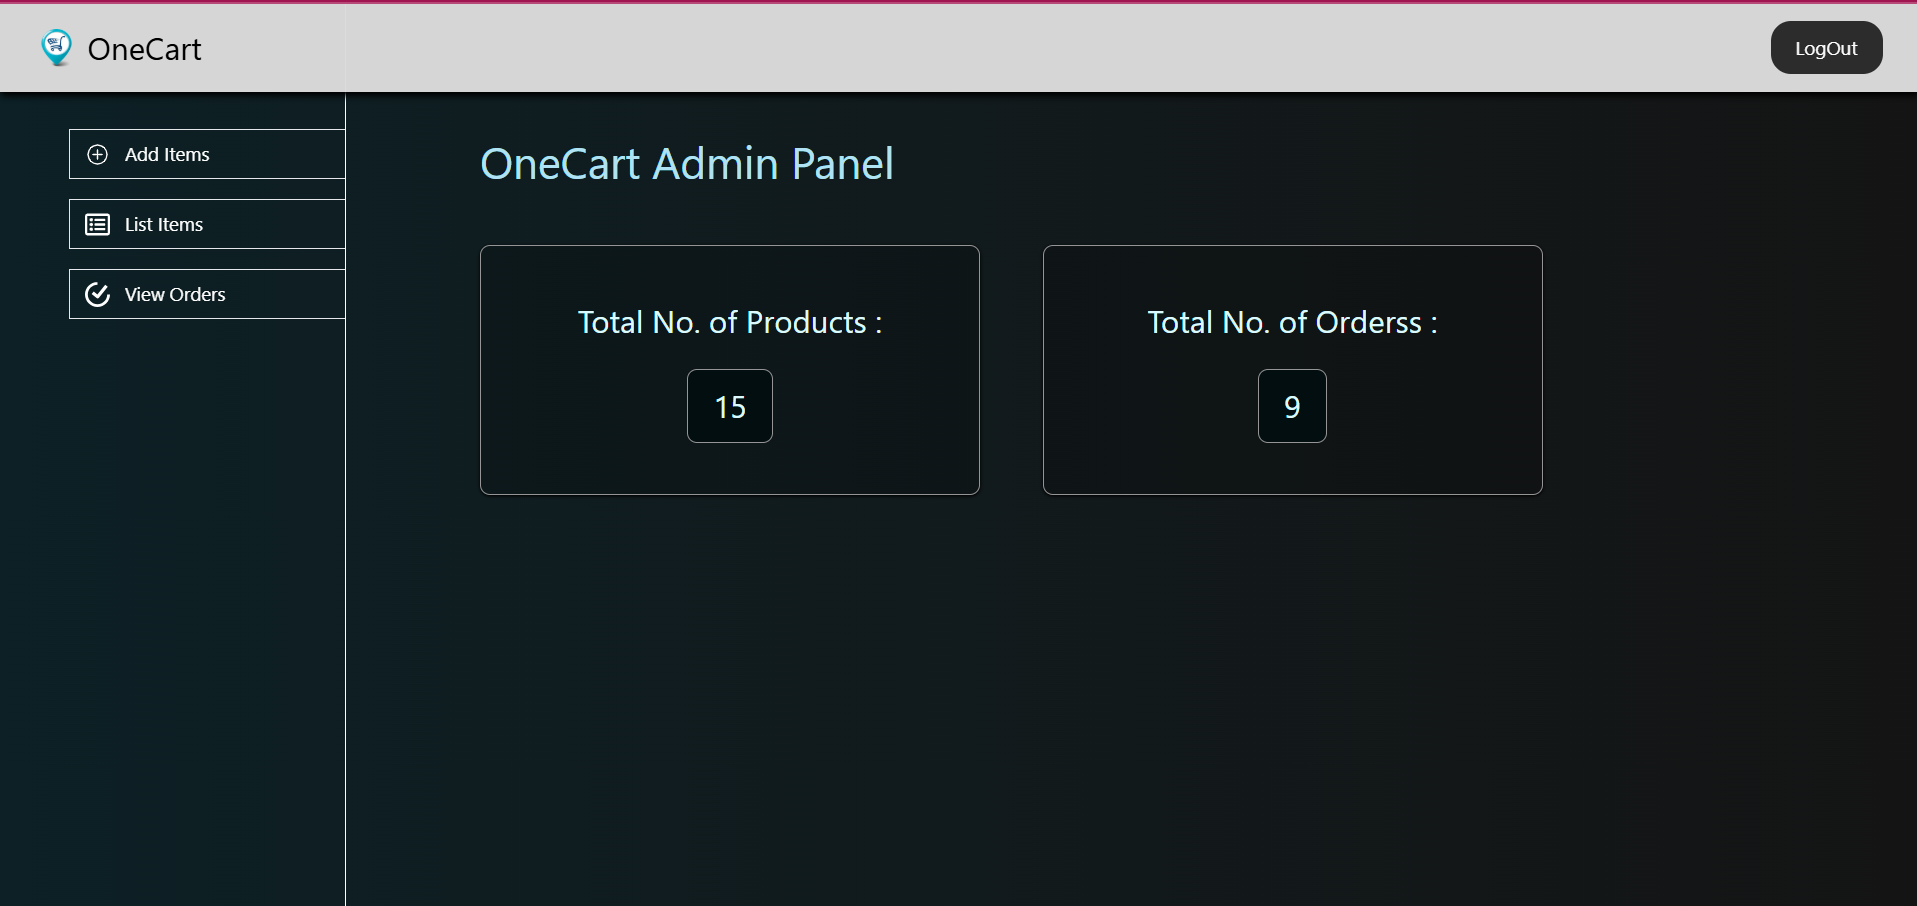 OneCart
LogOut
Add Items
List Items
View Orders
OneCart Admin Panel
Total No. of Products :
15
Total No. of Orderss :
9